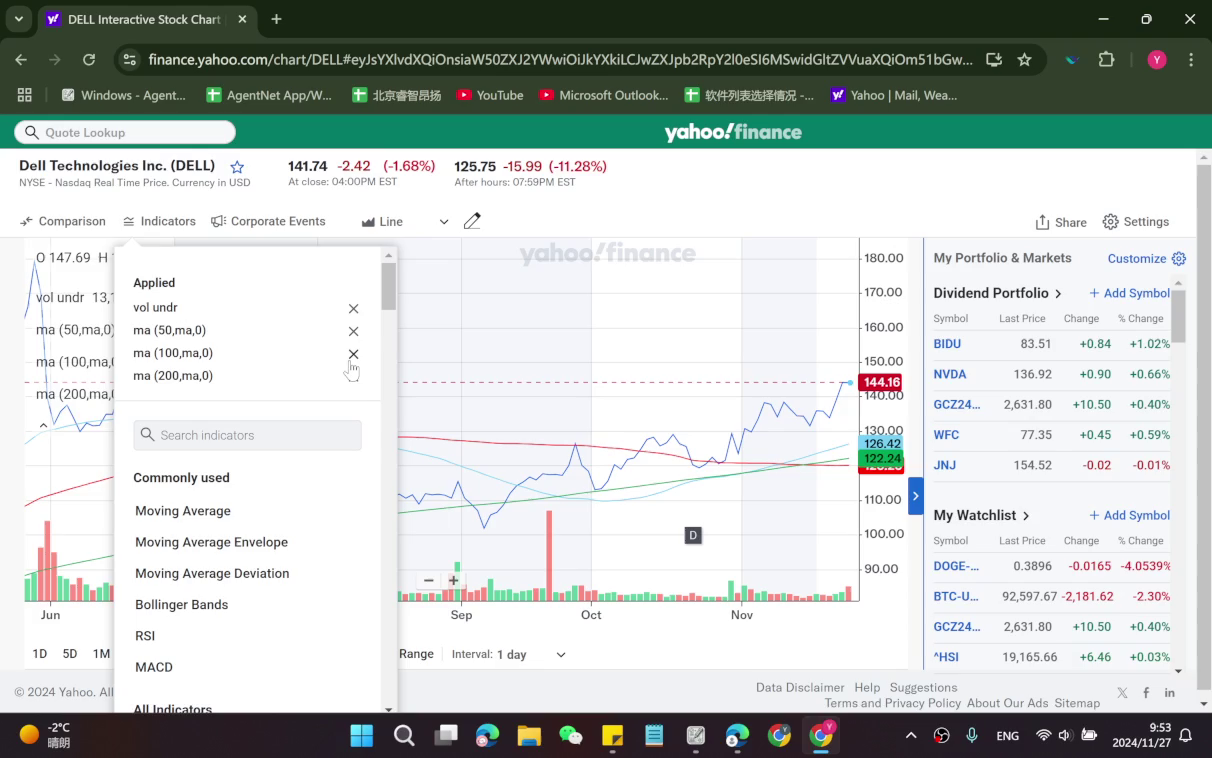 DELL Interactive Stock Chart
finance.yahoo.com/chart/DELL#eyJsYXlvdXQiOnsiaW50ZXJ2YWwiOiJkYXkiLCJwZXJpb2RpY2l0eSI6MSwidGltZVVuaXQiOm51bGw...
Windows - Airtable
AgentNet App/W...
北京睿智昂扬
YouTube
Microsoft Outlook...
软件列表选择情况 -...
Yahoo | Mail, Wea...
Quote Lookup
yahoo!finance
Dell Technologies Inc. (DELL)
141.74 -2.42 (-1.68%)
125.75 -15.99 (-11.28%)
NYSE - Nasdaq Real Time Price. Currency in USD
At close: 04:00PM EST
After hours: 07:59PM EST
Comparison
Indicators
Corporate Events
Line
Share
Settings
O 147.69 H
vol undr 13,
ma (50,ma,0)
ma (100,ma,0)
ma (200,ma,
Applied
vol undr
ma (50,ma,0)
ma (100,ma,0)
ma (200,ma,0)
Search indicators
Commonly used
Moving Average
Moving Average Envelope
Moving Average Deviation
Bollinger Bands
RSI
MACD
All Indicators
yahoo!finance
180.00
170.00
160.00
150.00
144.16
140.00
130.00
126.42
122.24
110.00
100.00
90.00
D
Jun Sep Oct Nov
1D 5D 1M
Range
Interval: 1 day
My Portfolio & Markets
Customize
Dividend Portfolio
+ Add Symbol
Symbol Last Price Change % Change
BIDU 83.51 +0.84 +1.02%
NVDA 136.92 +0.90 +0.66%
GCZ24... 2,631.80 +10.50 +0.40%
WFC 77.35 +0.45 +0.59%
JNJ 154.52 -0.02 -0.01%
My Watchlist
+ Add Symbol
Symbol Last Price Change % Change
DOGE-... 0.3896 -0.0165 -4.0539%
BTC-U... 92,597.67 -2,181.62 -2.30%
GCZ24... 2,631.80 +10.50 +0.40%
^HSI 19,165.66 +6.46 +0.03%
© 2024 Yahoo. All
Data Disclaimer Help Suggestions
Terms and Privacy Policy About Our Ads Sitemap
-2°C
晴朗
ENG
9:53
2024/11/27